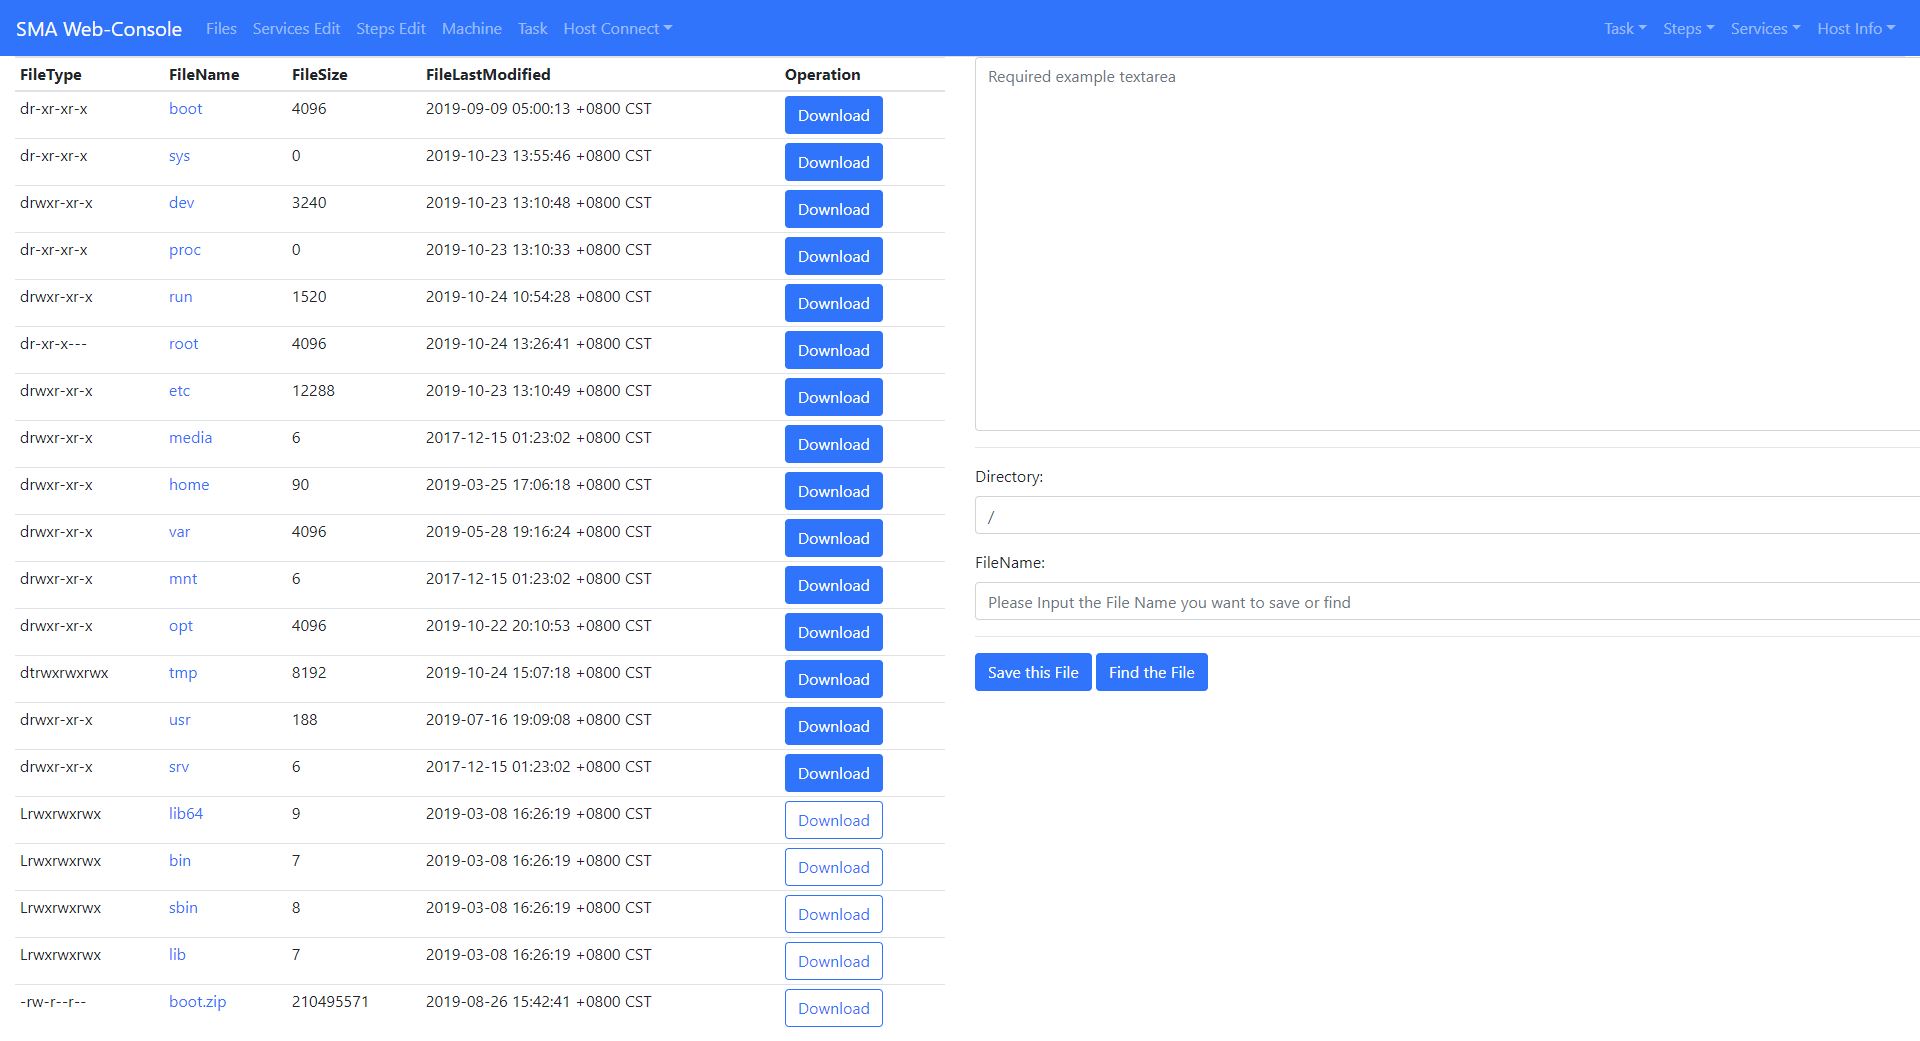 SMA Web-Console Files Services Edit Steps Edit Machine Task Host Connect Task Steps Services Host Info
FileType FileName FileSize FileLastModified Operation
dr-xr-xr-x boot 4096 2019-09-09 05:00:13 +0800 CST Download
dr-xr-xr-x sys 0 2019-10-23 13:55:46 +0800 CST Download
drwxr-xr-x dev 3240 2019-10-23 13:10:48 +0800 CST Download
dr-xr-xr-x proc 0 2019-10-23 13:10:33 +0800 CST Download
drwxr-xr-x run 1520 2019-10-24 10:54:28 +0800 CST Download
dr-xr-x--- root 4096 2019-10-24 13:26:41 +0800 CST Download
drwxr-xr-x etc 12288 2019-10-23 13:10:49 +0800 CST Download
drwxr-xr-x media 6 2017-12-15 01:23:02 +0800 CST Download
drwxr-xr-x home 90 2019-03-25 17:06:18 +0800 CST Download
drwxr-xr-x var 4096 2019-05-28 19:16:24 +0800 CST Download
drwxr-xr-x mnt 6 2017-12-15 01:23:02 +0800 CST Download
drwxr-xr-x opt 4096 2019-10-22 20:10:53 +0800 CST Download
dtrwxrwxrwx tmp 8192 2019-10-24 15:07:18 +0800 CST Download
drwxr-xr-x usr 188 2019-07-16 19:09:08 +0800 CST Download
drwxr-xr-x srv 6 2017-12-15 01:23:02 +0800 CST Download
Lrwxrwxrwx lib64 9 2019-03-08 16:26:19 +0800 CST Download
Lrwxrwxrwx bin 7 2019-03-08 16:26:19 +0800 CST Download
Lrwxrwxrwx sbin 8 2019-03-08 16:26:19 +0800 CST Download
Lrwxrwxrwx lib 7 2019-03-08 16:26:19 +0800 CST Download
-rw-r--r-- boot.zip 210495571 2019-08-26 15:42:41 +0800 CST Download
Required example textarea
Directory:
/
FileName:
Please Input the File Name you want to save or find
Save this File Find the File